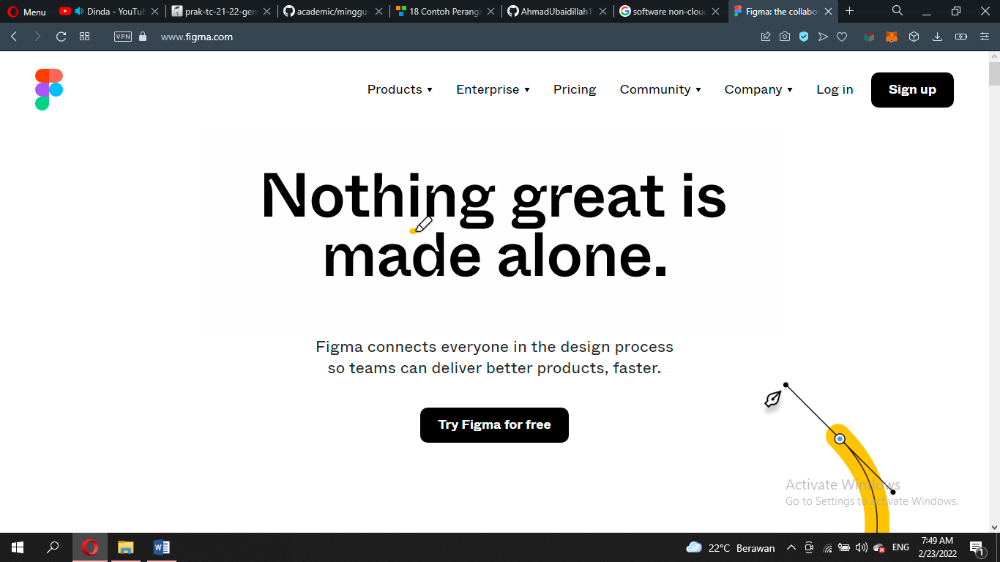 Menu
Dinda - YouTub
prak-tc-21-22-gen
academic/minggu-
18 Contoh Perangk
AhmadUbaidillah1
software non-cloud
Figma: the collabo
VPN
www.figma.com
Products
Enterprise
Pricing
Community
Company
Log in
Sign up
Nothing great is
made alone.
Figma connects everyone in the design process
so teams can deliver better products, faster.
Try Figma for free
Activate Windows
Go to Settings to activate Windows.
22°C Berawan
ENG
7:49 AM
2/23/2022
1